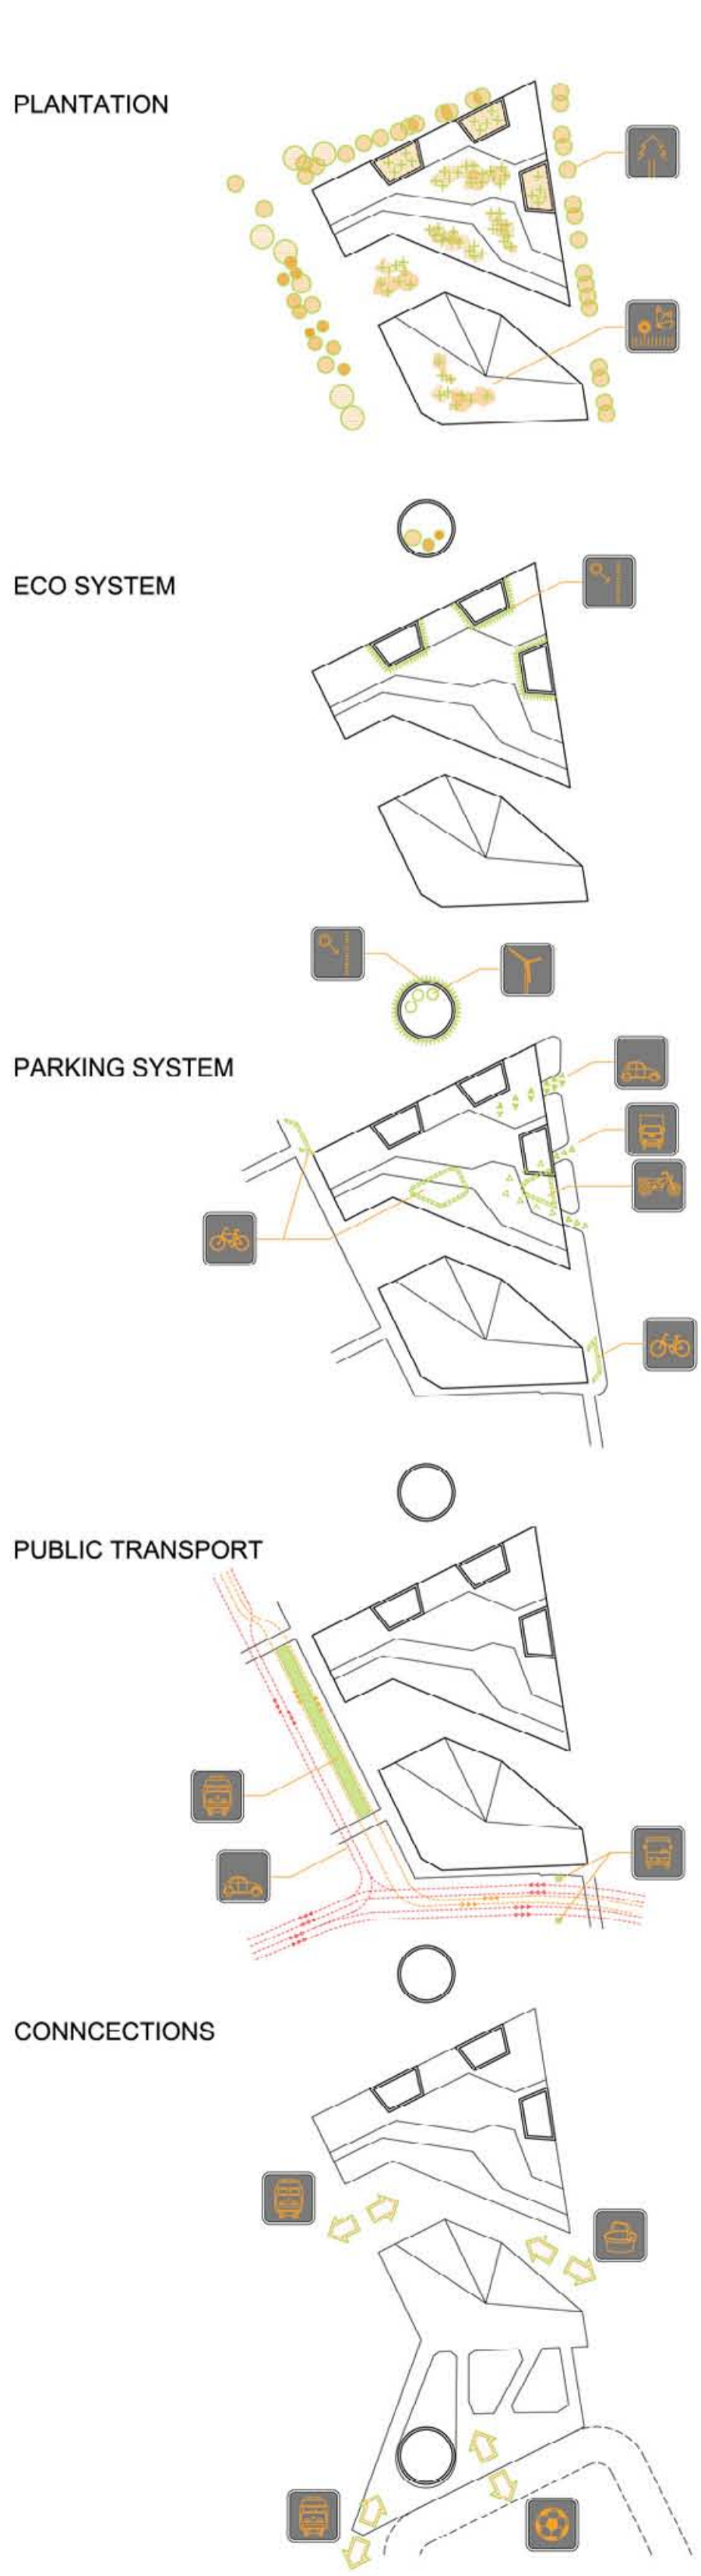 PLANTATION
ECO SYSTEM
PARKING SYSTEM
PUBLIC TRANSPORT
CONNCECTIONS